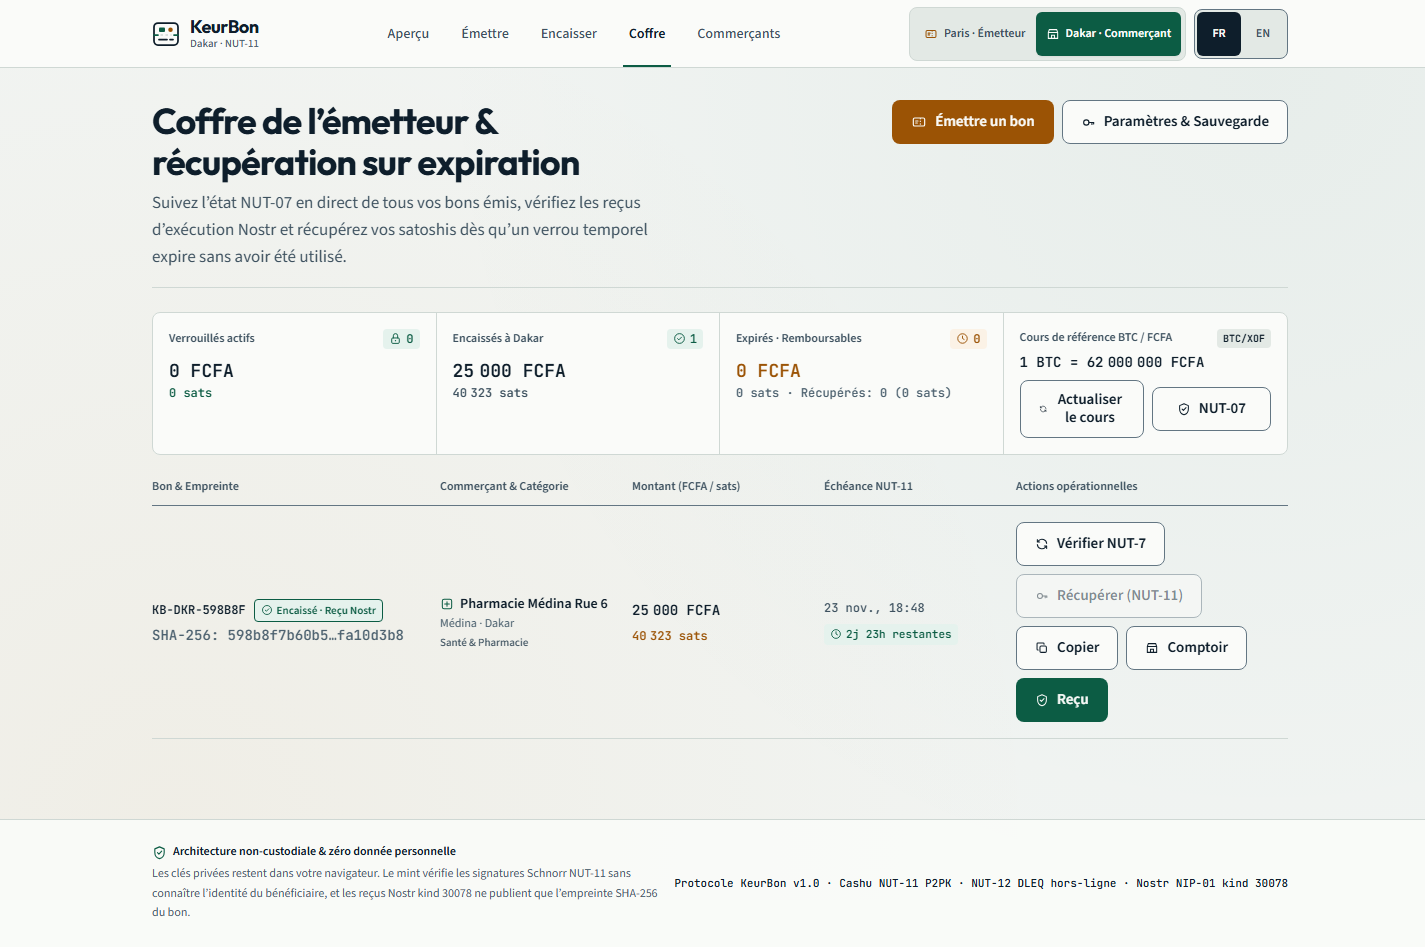 KeurBon
Dakar · NUT-11
Aperçu
Émettre
Encaisser
Coffre
Commerçants
Paris · Émetteur
Dakar · Commerçant
FR
EN
Coffre de l’émetteur &
récupération sur expiration
Émettre un bon
Paramètres & Sauvegarde
Suivez l’état NUT-07 en direct de tous vos bons émis, vérifiez les reçus
d’exécution Nostr et récupérez vos satoshis dès qu’un verrou temporel
expire sans avoir été utilisé.
Verrouillés actifs
0
0 FCFA
0 sats
Encaissés à Dakar
1
25 000 FCFA
40 323 sats
Expirés · Remboursables
0
0 FCFA
0 sats · Récupérés: 0 (0 sats)
Cours de référence BTC / FCFA
BTC/XOF
1 BTC = 62 000 000 FCFA
Actualiser
le cours
NUT-07
Bon & Empreinte
Commerçant & Catégorie
Montant (FCFA / sats)
Échéance NUT-11
Actions opérationnelles
KB-DKR-598B8F
Encaissé · Reçu Nostr
SHA-256: 598b8f7b60b5…fa10d3b8
Pharmacie Médina Rue 6
Médina · Dakar
Santé & Pharmacie
25 000 FCFA
40 323 sats
23 nov., 18:48
2j 23h restantes
Vérifier NUT-7
Récupérer (NUT-11)
Copier
Comptoir
Reçu
Architecture non-custodiale & zéro donnée personnelle
Les clés privées restent dans votre navigateur. Le mint vérifie les signatures Schnorr NUT-11 sans
connaître l’identité du bénéficiaire, et les reçus Nostr kind 30078 ne publient que l’empreinte SHA-256
du bon.
Protocole KeurBon v1.0 · Cashu NUT-11 P2PK · NUT-12 DLEQ hors-ligne · Nostr NIP-01 kind 30078